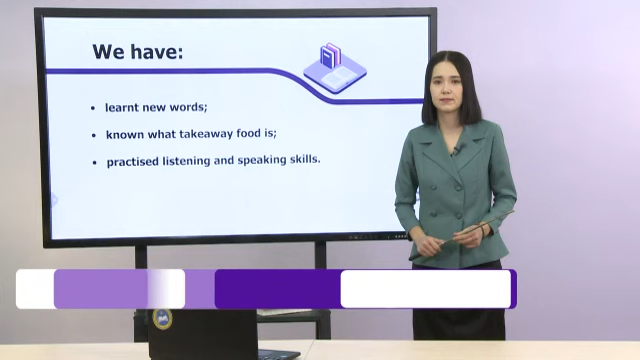 We have:
• learnt new words;
• known what takeaway food is;
• practised listening and speaking skills.